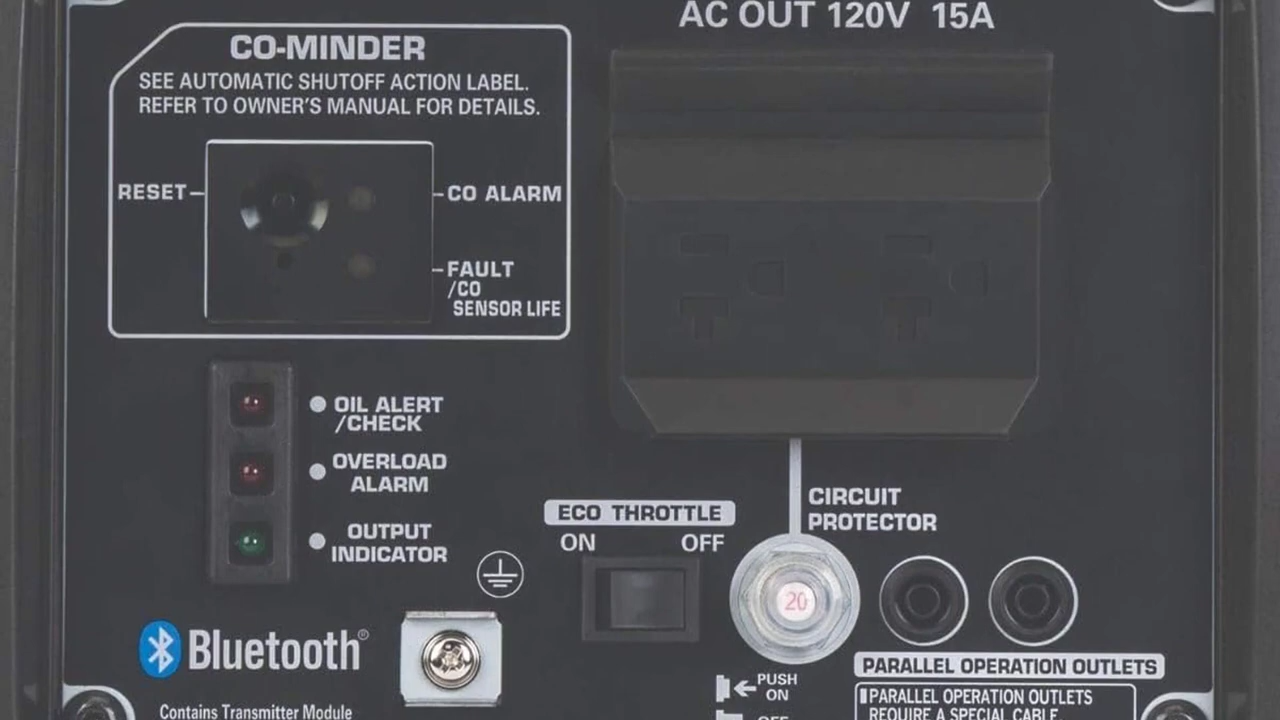 AC OUT 120V 15A
CO-MINDER
SEE AUTOMATIC SHUTOFF ACTION LABEL.
REFER TO OWNER'S MANUAL FOR DETAILS.
RESET
CO ALARM
FAULT
/CO
SENSOR LIFE
OIL ALERT
/CHECK
OVERLOAD
ALARM
OUTPUT
INDICATOR
CIRCUIT
PROTECTOR
ECO THROTTLE
ON OFF
20
Bluetooth®
Contains Transmitter Module
PUSH
ON
OFF
PARALLEL OPERATION OUTLETS
PARALLEL OPERATION OUTLETS
REQUIRE A SPECIAL CABLE